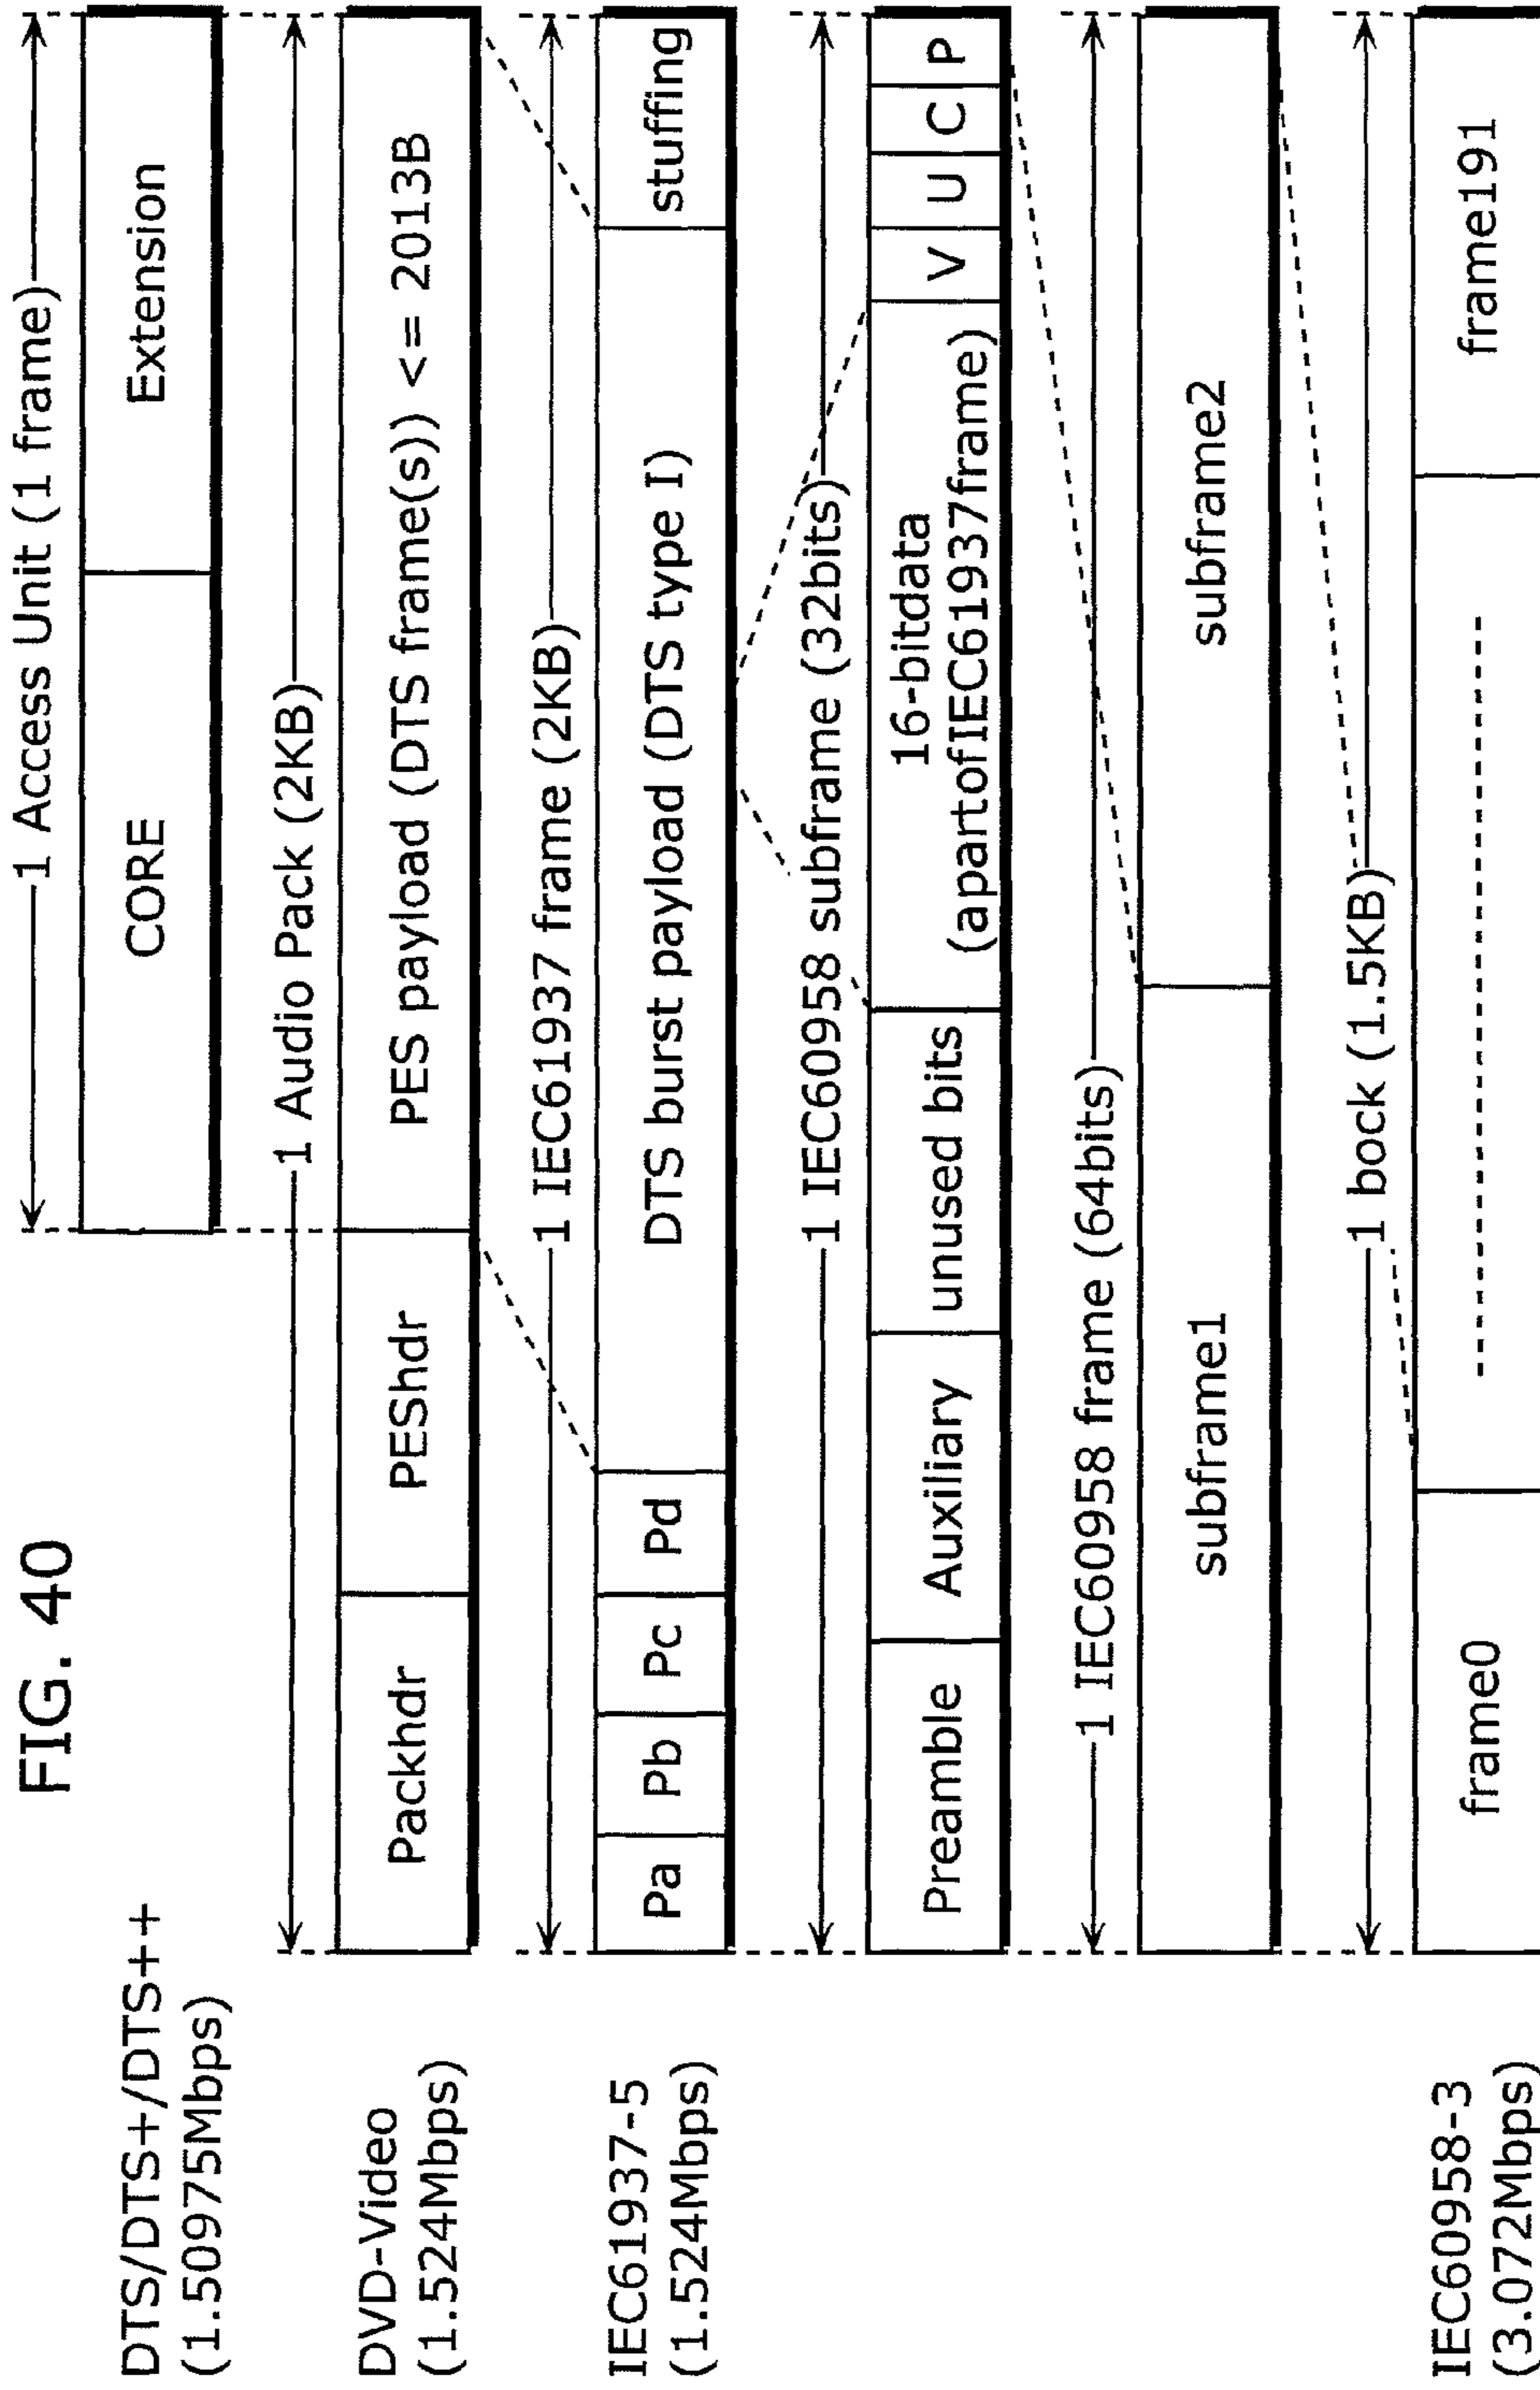 FIG. 40
1 Access Unit (1 frame)
DTS/DTS+/DTS++
(1.50975Mbps)
CORE
Extension
1 Audio Pack (2KB)
DVD-Video
(1.524Mbps)
Packhdr
PEShdr
PES payload (DTS frame(s)) <= 2013B
1 IEC61937 frame (2KB)
IEC61937-5
(1.524Mbps)
Pa
Pb
Pc
Pd
DTS burst payload (DTS type I)
stuffing
1 IEC60958 subframe (32bits)
Preamble
Auxiliary
unused bits
16-bitdata
(apartofIEC61937frame)
V
U
C
P
1 IEC60958 frame (64bits)
subframe1
subframe2
1 bock (1.5KB)
IEC60958-3
(3.072Mbps)
frame0
frame191